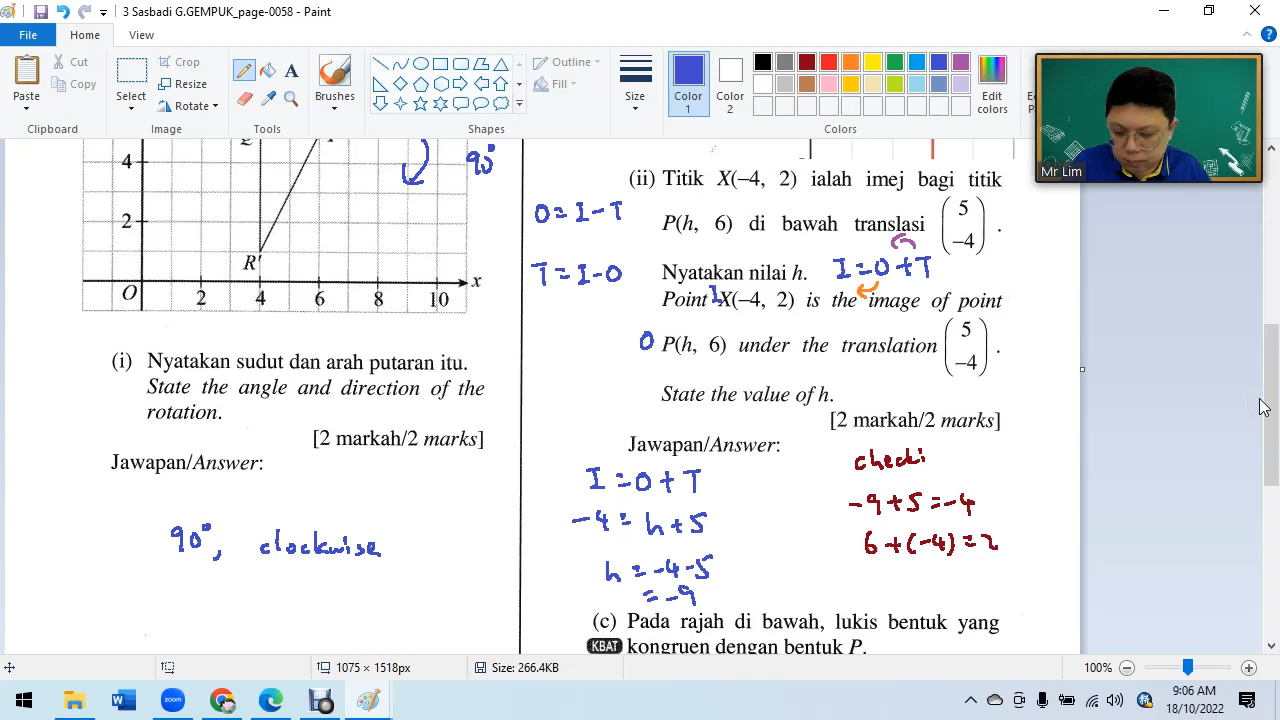 3 Sasbadi G.GEMPUK_page-0058 - Paint
File Home View
Paste Cut Copy Clipboard
Select Crop Resize Rotate Image
A Tools
Brushes
Outline Fill Shapes
Size
Color 1 Color 2 Edit colors Colors
Mr Lim
4
2
R'
O 2 4 6 8 10 x
90°
(i) Nyatakan sudut dan arah putaran itu.
State the angle and direction of the
rotation.
[2 markah/2 marks]
Jawapan/Answer:
90°, clockwise
O = I - T
T = I - O
(ii) Titik X(–4, 2) ialah imej bagi titik
P(h, 6) di bawah translasi (5 –4).
Nyatakan nilai h. I = O + T
Point I X(–4, 2) is the image of point
O P(h, 6) under the translation (5 –4).
State the value of h.
[2 markah/2 marks]
Jawapan/Answer:
I = O + T
-4 = h + 5
h = -4 - 5
= -9
checki
-9 + 5 = -4
6 + (-4) = 2
(c) Pada rajah di bawah, lukis bentuk yang
KBAT kongruen dengan bentuk P.
1075 × 1518px Size: 266.4KB 100%
zoom
9:06 AM
18/10/2022